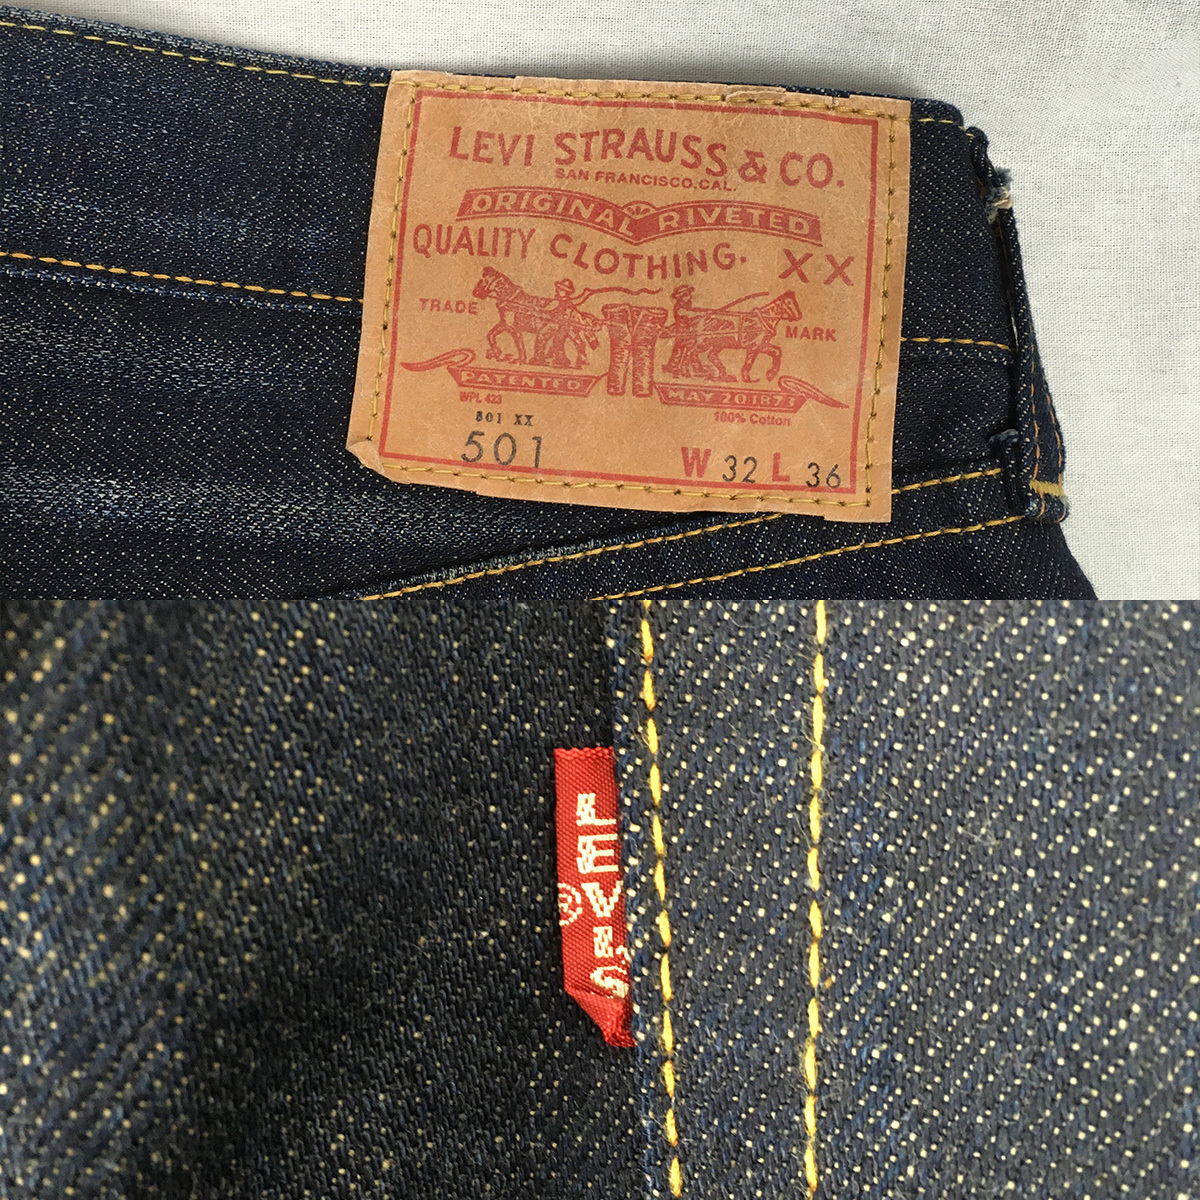 LEVI STRAUSS & CO.
SAN FRANCISCO, CAL.
ORIGINAL RIVETED
QUALITY CLOTHING. XX
TRADE MARK
PATENTED MAY 20 1873
WPL 423
100% Cotton
501 XX
501
W 32 L 36
LEVI'S
®